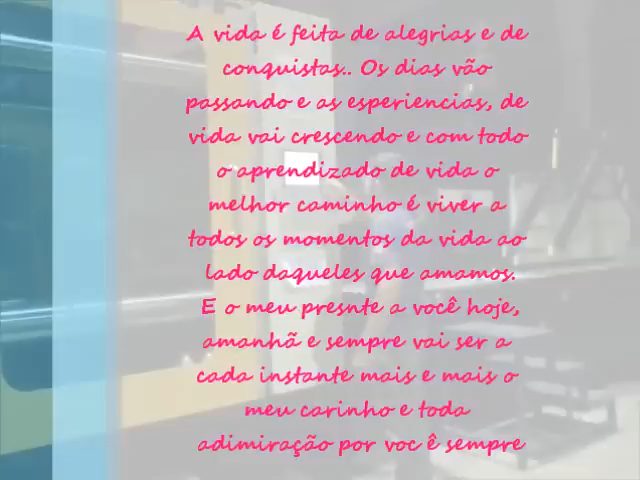 A vida é feita de alegrias e de
conquistas.. Os dias vão
passando e as esperiencias, de
vida vai crescendo e com todo
o aprendizado de vida o
melhor caminho é viver a
todos os momentos da vida ao
lado daqueles que amamos.
E o meu presnte a você hoje,
amanhã e sempre vai ser a
cada instante mais e mais o
meu carinho e toda
adimiração por voc ê sempre